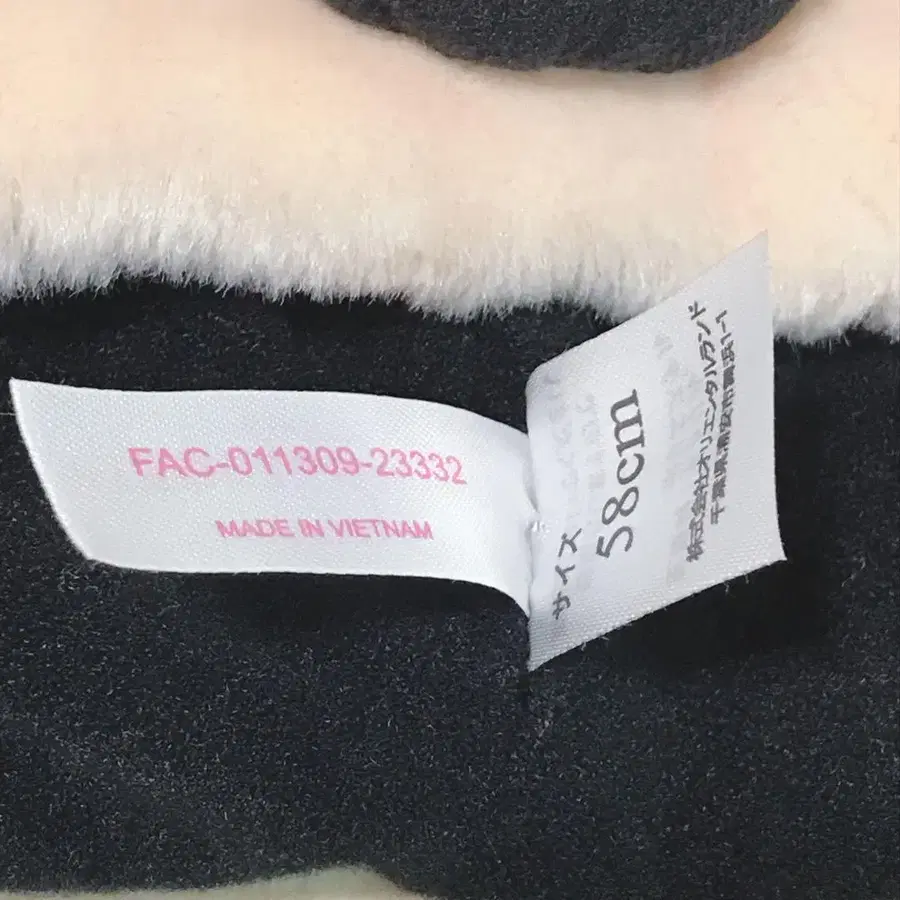 FAC-011309-23332
MADE IN VIETNAM
サイズ
58cm
株式会社オリエンタルランド
千葉県浦安市舞浜1-1